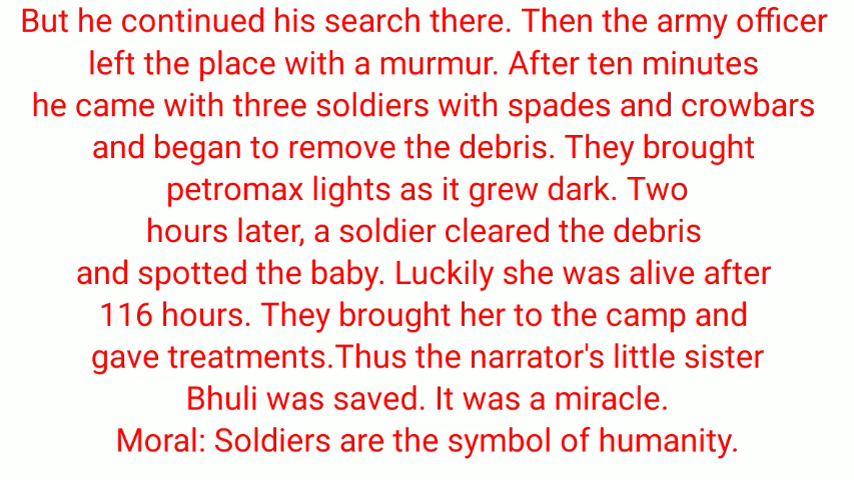 But he continued his search there. Then the army officer
left the place with a murmur. After ten minutes
he came with three soldiers with spades and crowbars
and began to remove the debris. They brought
petromax lights as it grew dark. Two
hours later, a soldier cleared the debris
and spotted the baby. Luckily she was alive after
116 hours. They brought her to the camp and
gave treatments.Thus the narrator's little sister
Bhuli was saved. It was a miracle.
Moral: Soldiers are the symbol of humanity.